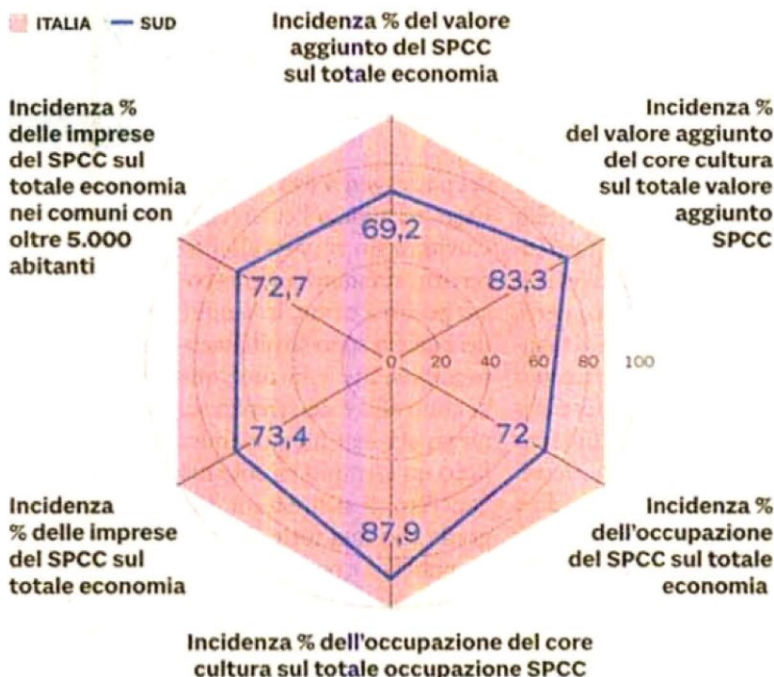 ITALIA SUD
Incidenza % del valore
aggiunto del SPCC
sul totale economia
Incidenza %
del valore aggiunto
del core cultura
sul totale valore
aggiunto
SPCC
Incidenza %
dell'occupazione
del SPCC sul totale
economia
Incidenza % dell'occupazione del core
cultura sul totale occupazione SPCC
Incidenza
% delle imprese
del SPCC sul
totale economia
Incidenza %
delle imprese
del SPCC sul
totale economia
nei comuni con
oltre 5.000
abitanti
69,2
83,3
72
87,9
73,4
72,7
0 20 40 60 80 100